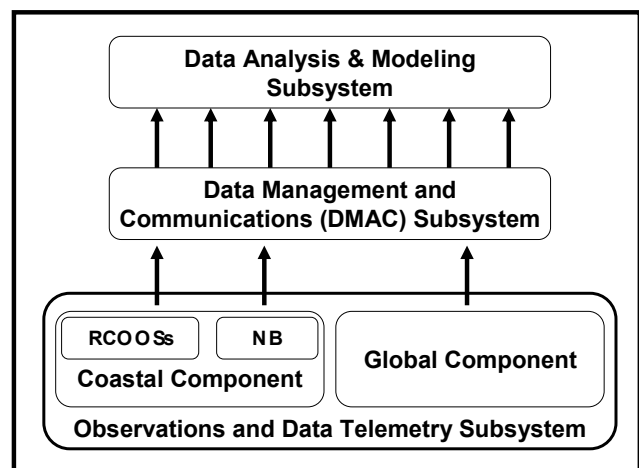 Data Analysis & Modeling
Subsystem
Data Management and
Communications (DMAC) Subsystem
RCOOSs
NB
Coastal Component
Global Component
Observations and Data Telemetry Subsystem